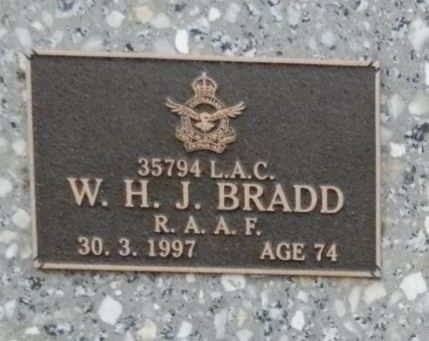 35794 L.A.C.
W. H. J. BRADD
R. A. A. F.
30. 3. 1997 AGE 74